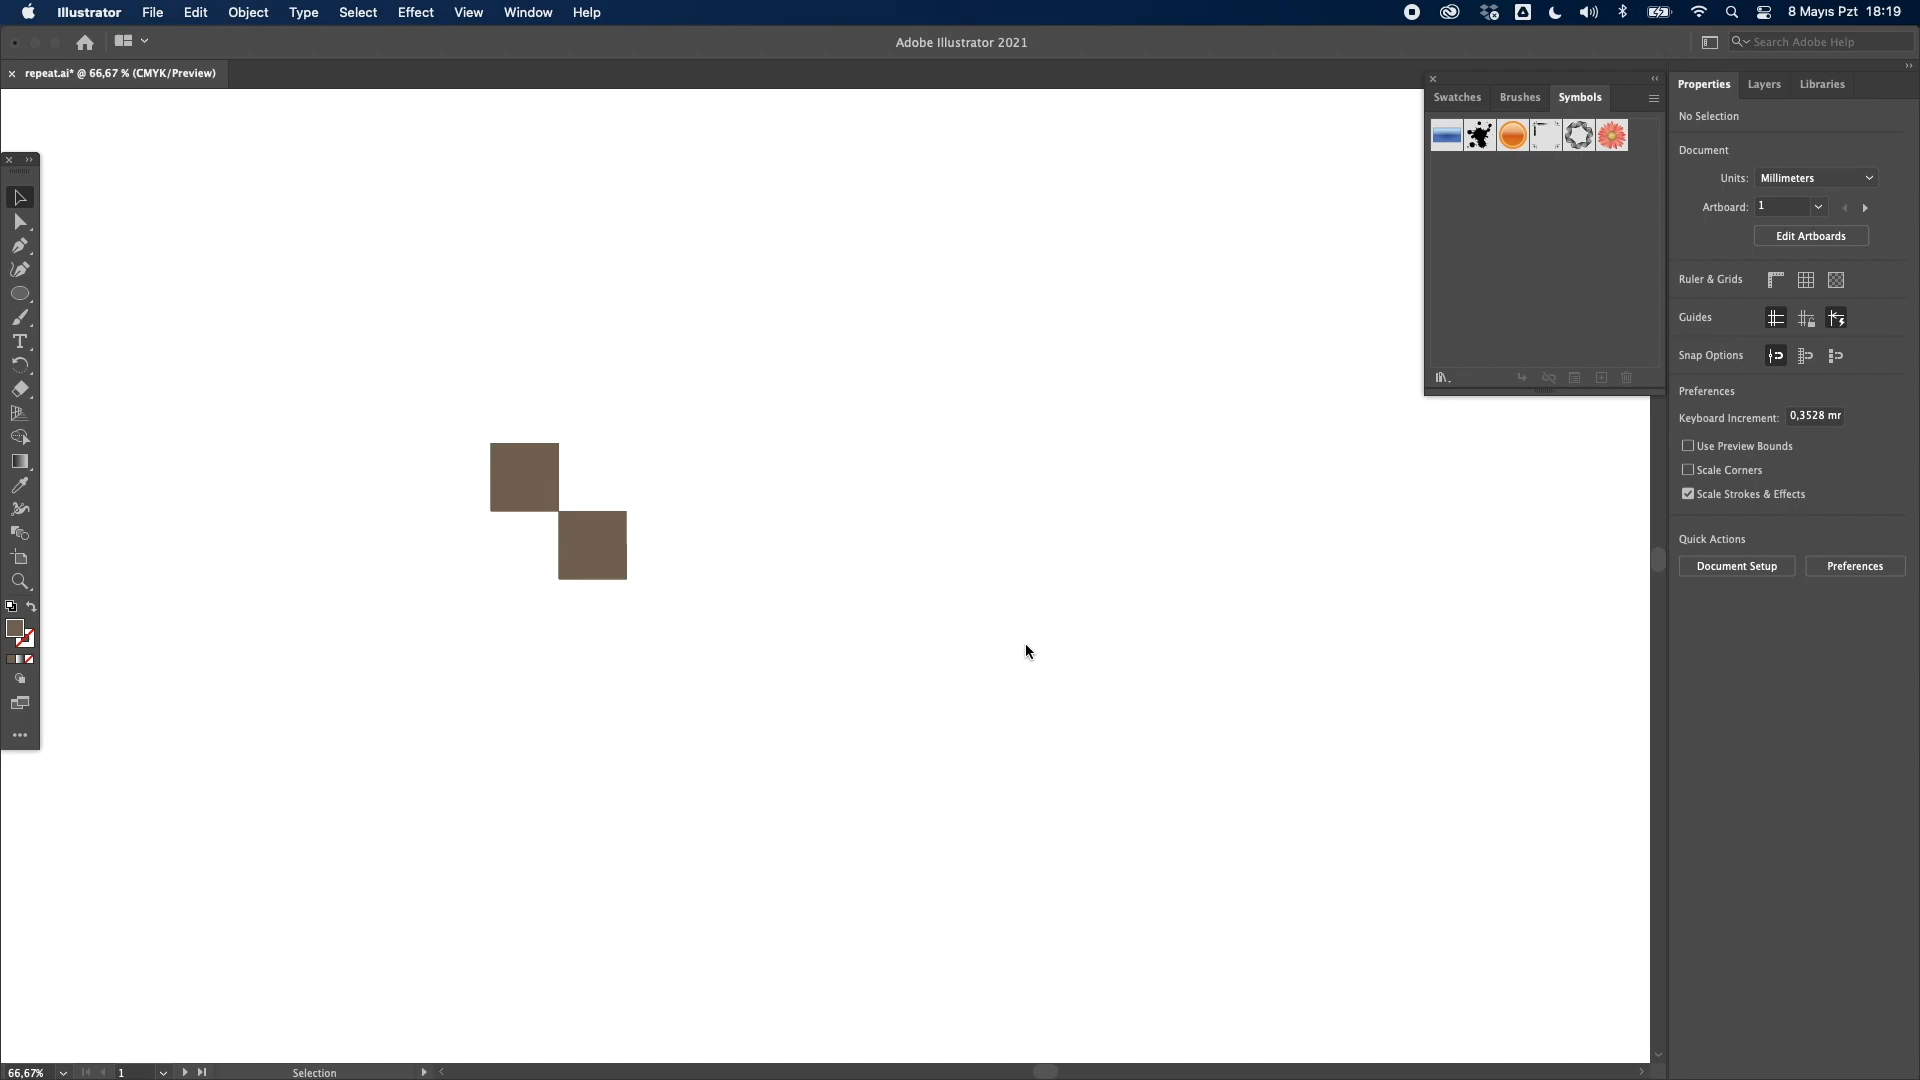 Illustrator File Edit Object Type Select Effect View Window Help
8 Mayıs Pzt 18:19
Adobe Illustrator 2021
Search Adobe Help
repeat.ai* @ 66,67 % (CMYK/Preview)
Swatches Brushes Symbols
Properties Layers Libraries
No Selection
Document
Units: Millimeters
Artboard: 1
Edit Artboards
Ruler & Grids
Guides
Snap Options
Preferences
Keyboard Increment: 0,3528 mr
Use Preview Bounds
Scale Corners
Scale Strokes & Effects
Quick Actions
Document Setup Preferences
66,67% 1 Selection